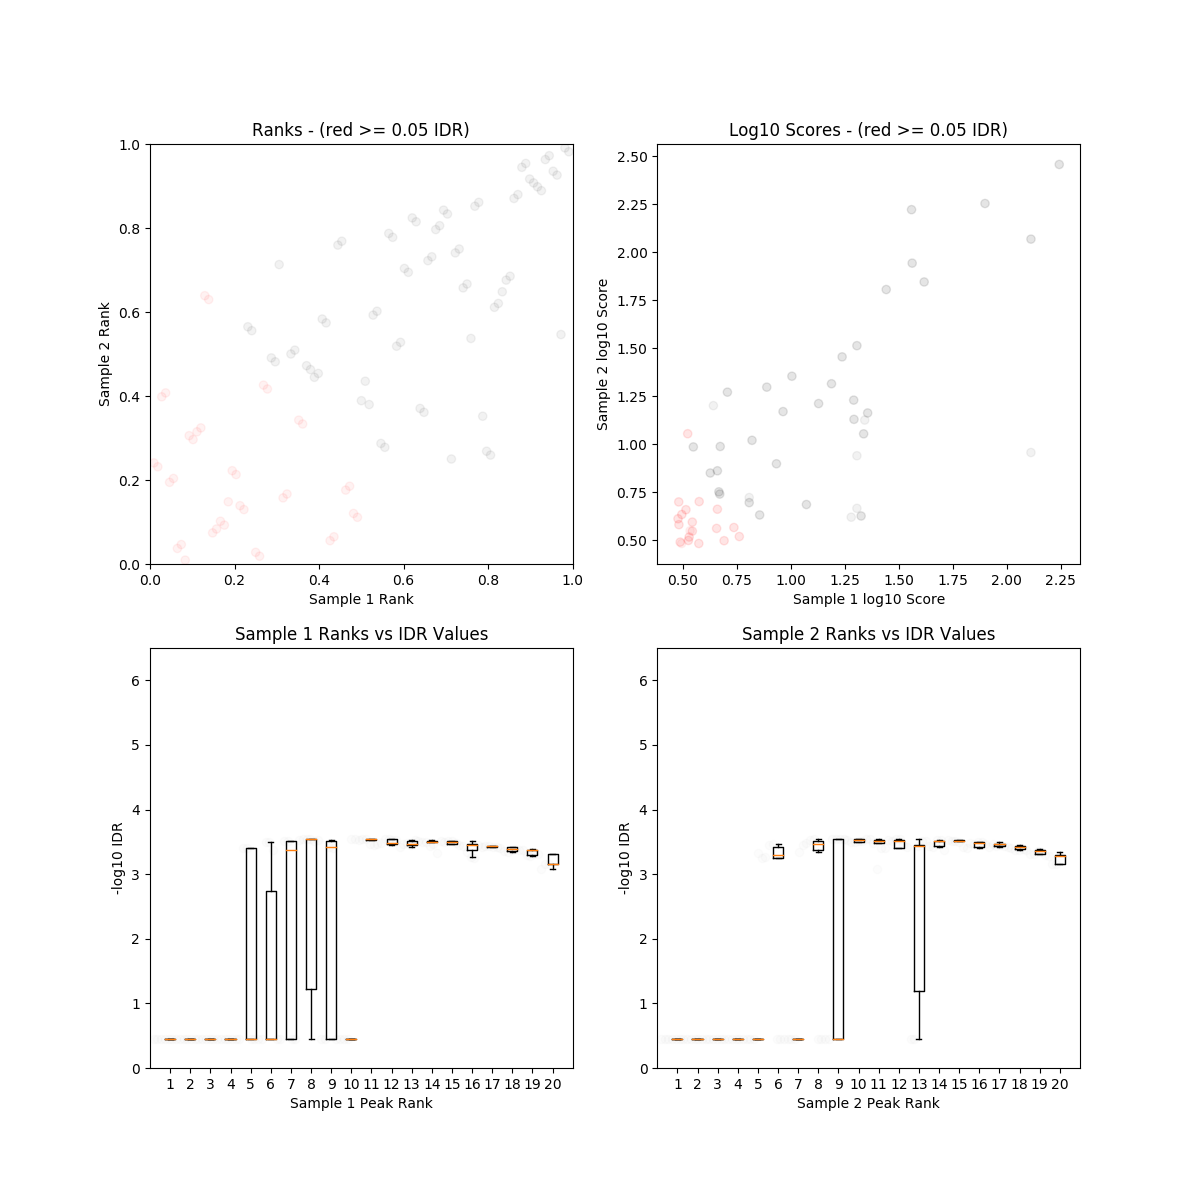 Ranks - (red >= 0.05 IDR)
1.0
0.8
0.6
0.4
0.2
0.0
Sample 2 Rank
0.0 0.2 0.4 0.6 0.8 1.0
Sample 1 Rank
Log10 Scores - (red >= 0.05 IDR)
2.50
2.25
2.00
1.75
1.50
1.25
1.00
0.75
0.50
Sample 2 log10 Score
0.50 0.75 1.00 1.25 1.50 1.75 2.00 2.25
Sample 1 log10 Score
Sample 1 Ranks vs IDR Values
6
5
4
3
2
1
0
-log10 IDR
1 2 3 4 5 6 7 8 9 10 11 12 13 14 15 16 17 18 19 20
Sample 1 Peak Rank
Sample 2 Ranks vs IDR Values
6
5
4
3
2
1
0
-log10 IDR
1 2 3 4 5 6 7 8 9 10 11 12 13 14 15 16 17 18 19 20
Sample 2 Peak Rank